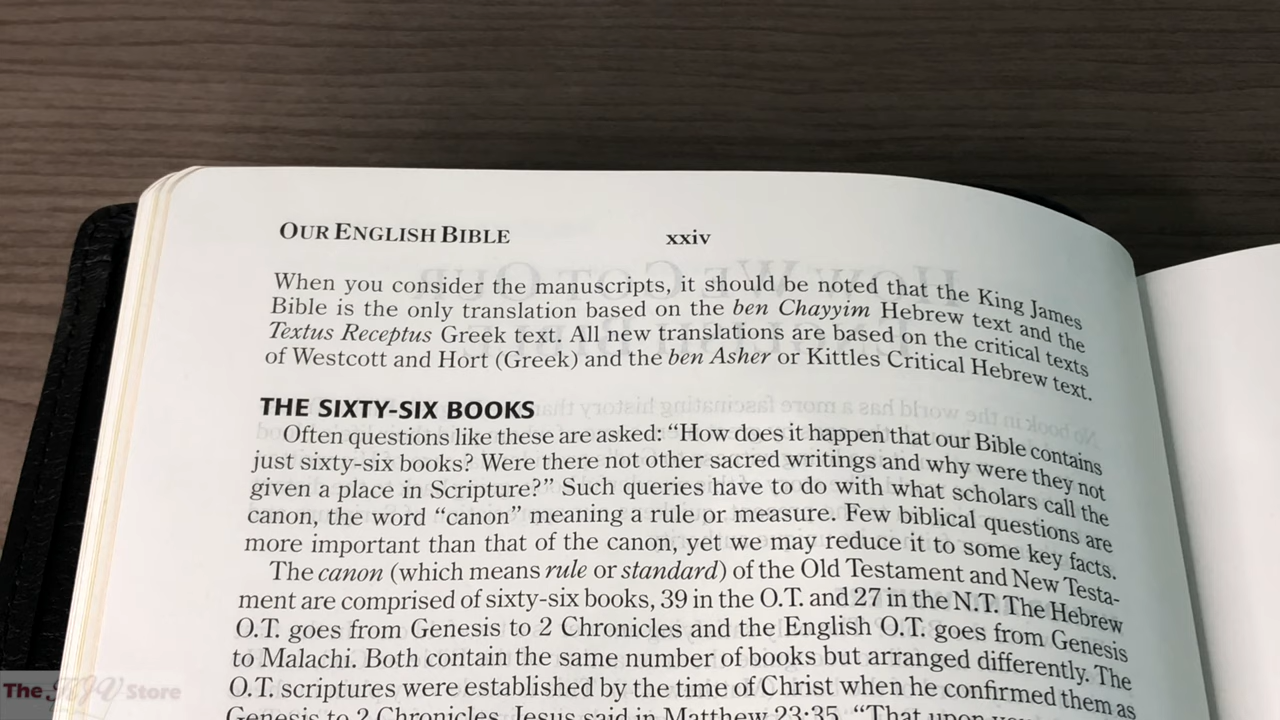 OUR ENGLISH BIBLE xxiv
When you consider the manuscripts, it should be noted that the King James
Bible is the only translation based on the ben Chayyim Hebrew text and the
Textus Receptus Greek text. All new translations are based on the critical texts
of Westcott and Hort (Greek) and the ben Asher or Kittles Critical Hebrew text.
THE SIXTY-SIX BOOKS
Often questions like these are asked: “How does it happen that our Bible contains
just sixty-six books? Were there not other sacred writings and why were they not
given a place in Scripture?” Such queries have to do with what scholars call the
canon, the word “canon” meaning a rule or measure. Few biblical questions are
more important than that of the canon, yet we may reduce it to some key facts.
The canon (which means rule or standard) of the Old Testament and New Testa-
ment are comprised of sixty-six books, 39 in the O.T. and 27 in the N.T. The Hebrew
O.T. goes from Genesis to 2 Chronicles and the English O.T. goes from Genesis
to Malachi. Both contain the same number of books but arranged differently. The
O.T. scriptures were established by the time of Christ when he confirmed them as
Genesis to 2 Chronicles. Jesus said in Matthew 23:35, “That upon you
The KJV Store